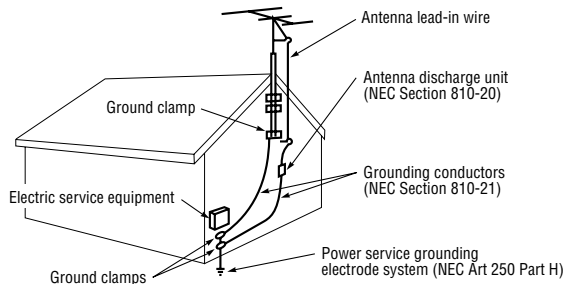 Antenna lead-in wire
Antenna discharge unit
(NEC Section 810-20)
Ground clamp
Grounding conductors
(NEC Section 810-21)
Electric service equipment
Power service grounding
electrode system (NEC Art 250 Part H)
Ground clamps